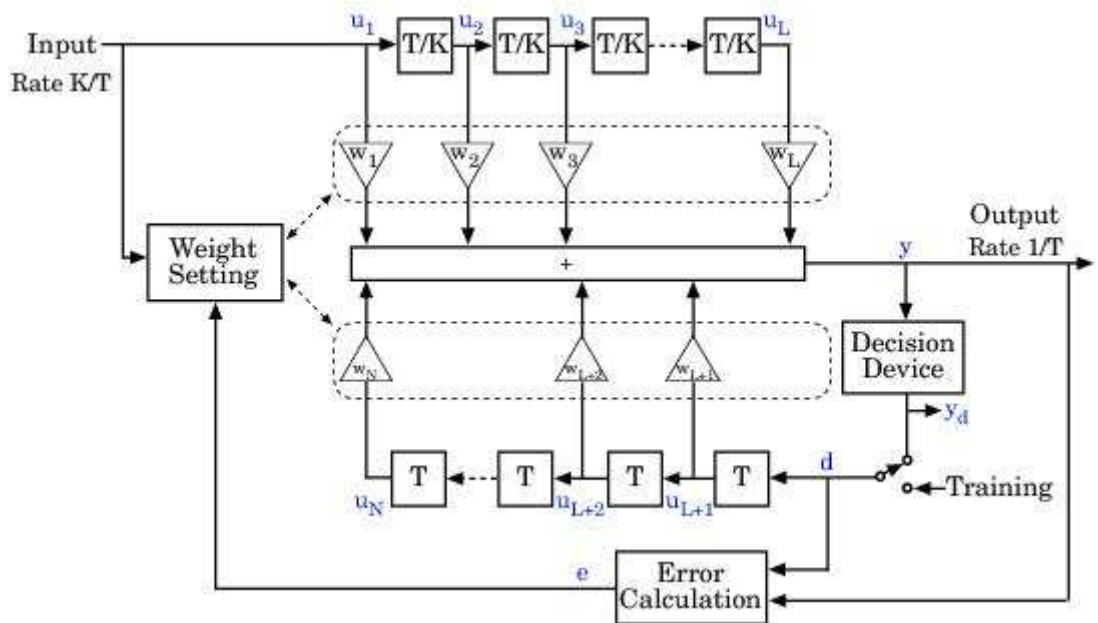 u1 u2 u3 uL
Input T/K T/K T/K T/K
Rate K/T
w1 w2 w3 wL
Output
Weight Setting
Rate 1/T
+ y
Decision Device
wN wL+2 wL+1
yd
T T T T d
Training
uN uL+2 uL+1
e Error Calculation